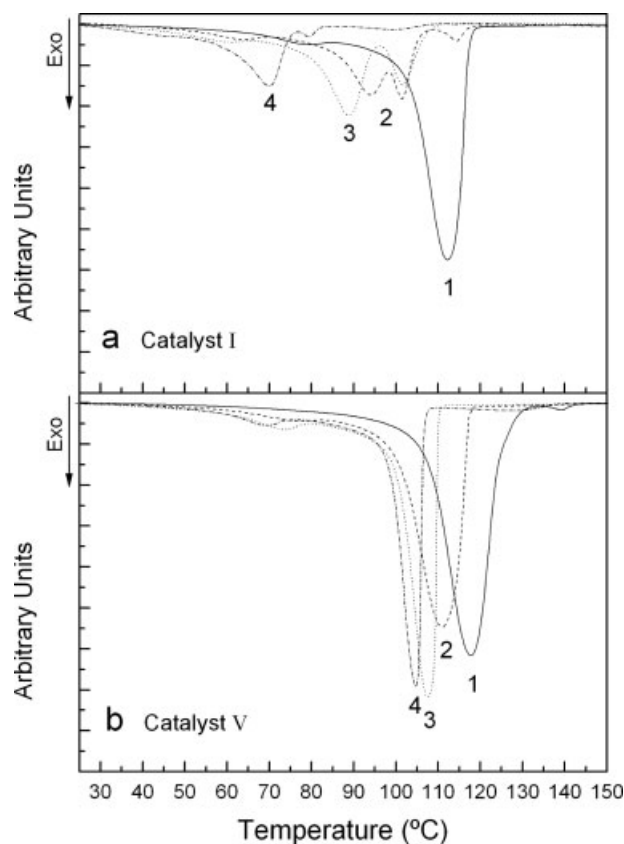 Exo
Arbitrary Units
4
3
2
1
a Catalyst I
Exo
Arbitrary Units
2
1
4
3
b Catalyst V
30 40 50 60 70 80 90 100 110 120 130 140 150
Temperature (ºC)